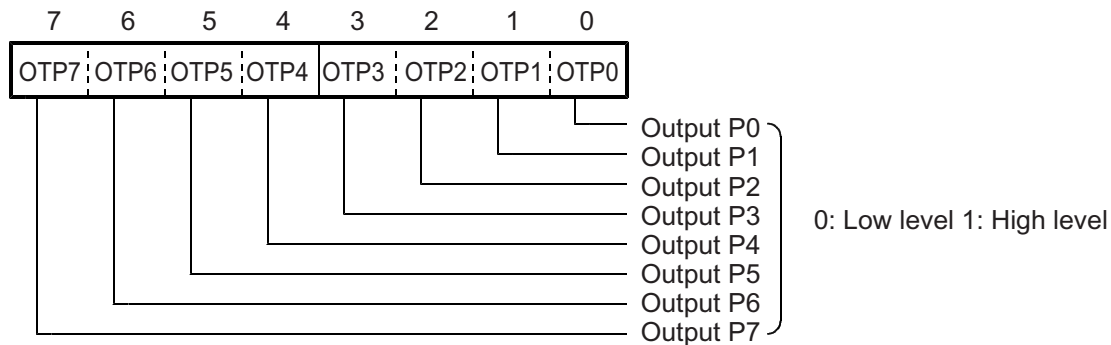 7 6 5 4 3 2 1 0
OTP7 OTP6 OTP5 OTP4 OTP3 OTP2 OTP1 OTP0
Output P0
Output P1
Output P2
Output P3
0: Low level 1: High level
Output P4
Output P5
Output P6
Output P7